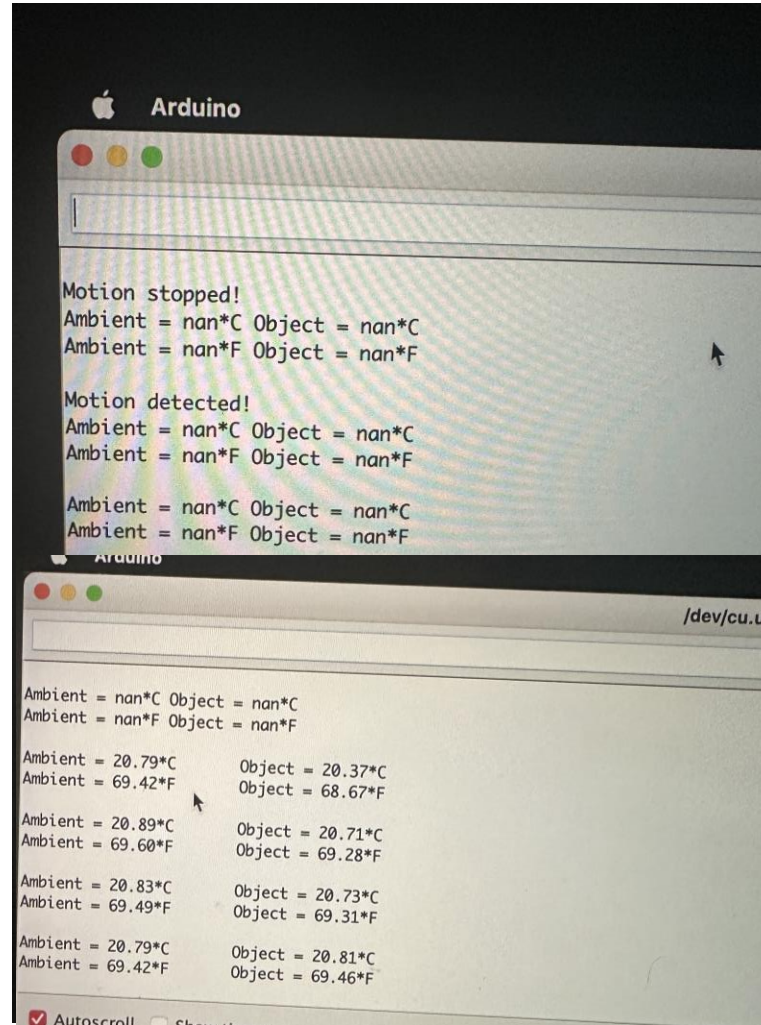 Arduino
Motion stopped!
Ambient = nan*C Object = nan*C
Ambient = nan*F Object = nan*F
Motion detected!
Ambient = nan*C Object = nan*C
Ambient = nan*F Object = nan*F
Ambient = nan*C Object = nan*C
Ambient = nan*F Object = nan*F
Arduino
/dev/cu.u
Ambient = nan*C Object = nan*C
Ambient = nan*F Object = nan*F
Ambient = 20.79*C Object = 20.37*C
Ambient = 69.42*F Object = 68.67*F
Ambient = 20.89*C Object = 20.71*C
Ambient = 69.60*F Object = 69.28*F
Ambient = 20.83*C Object = 20.73*C
Ambient = 69.49*F Object = 69.31*F
Ambient = 20.79*C Object = 20.81*C
Ambient = 69.42*F Object = 69.46*F
Autoscroll